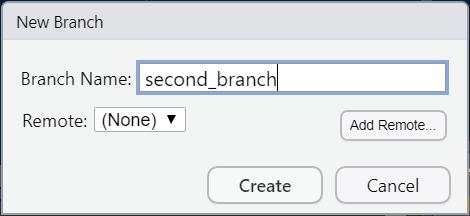 New Branch
Branch Name: second_branch
Remote: (None) ▼ Add Remote...
Create Cancel